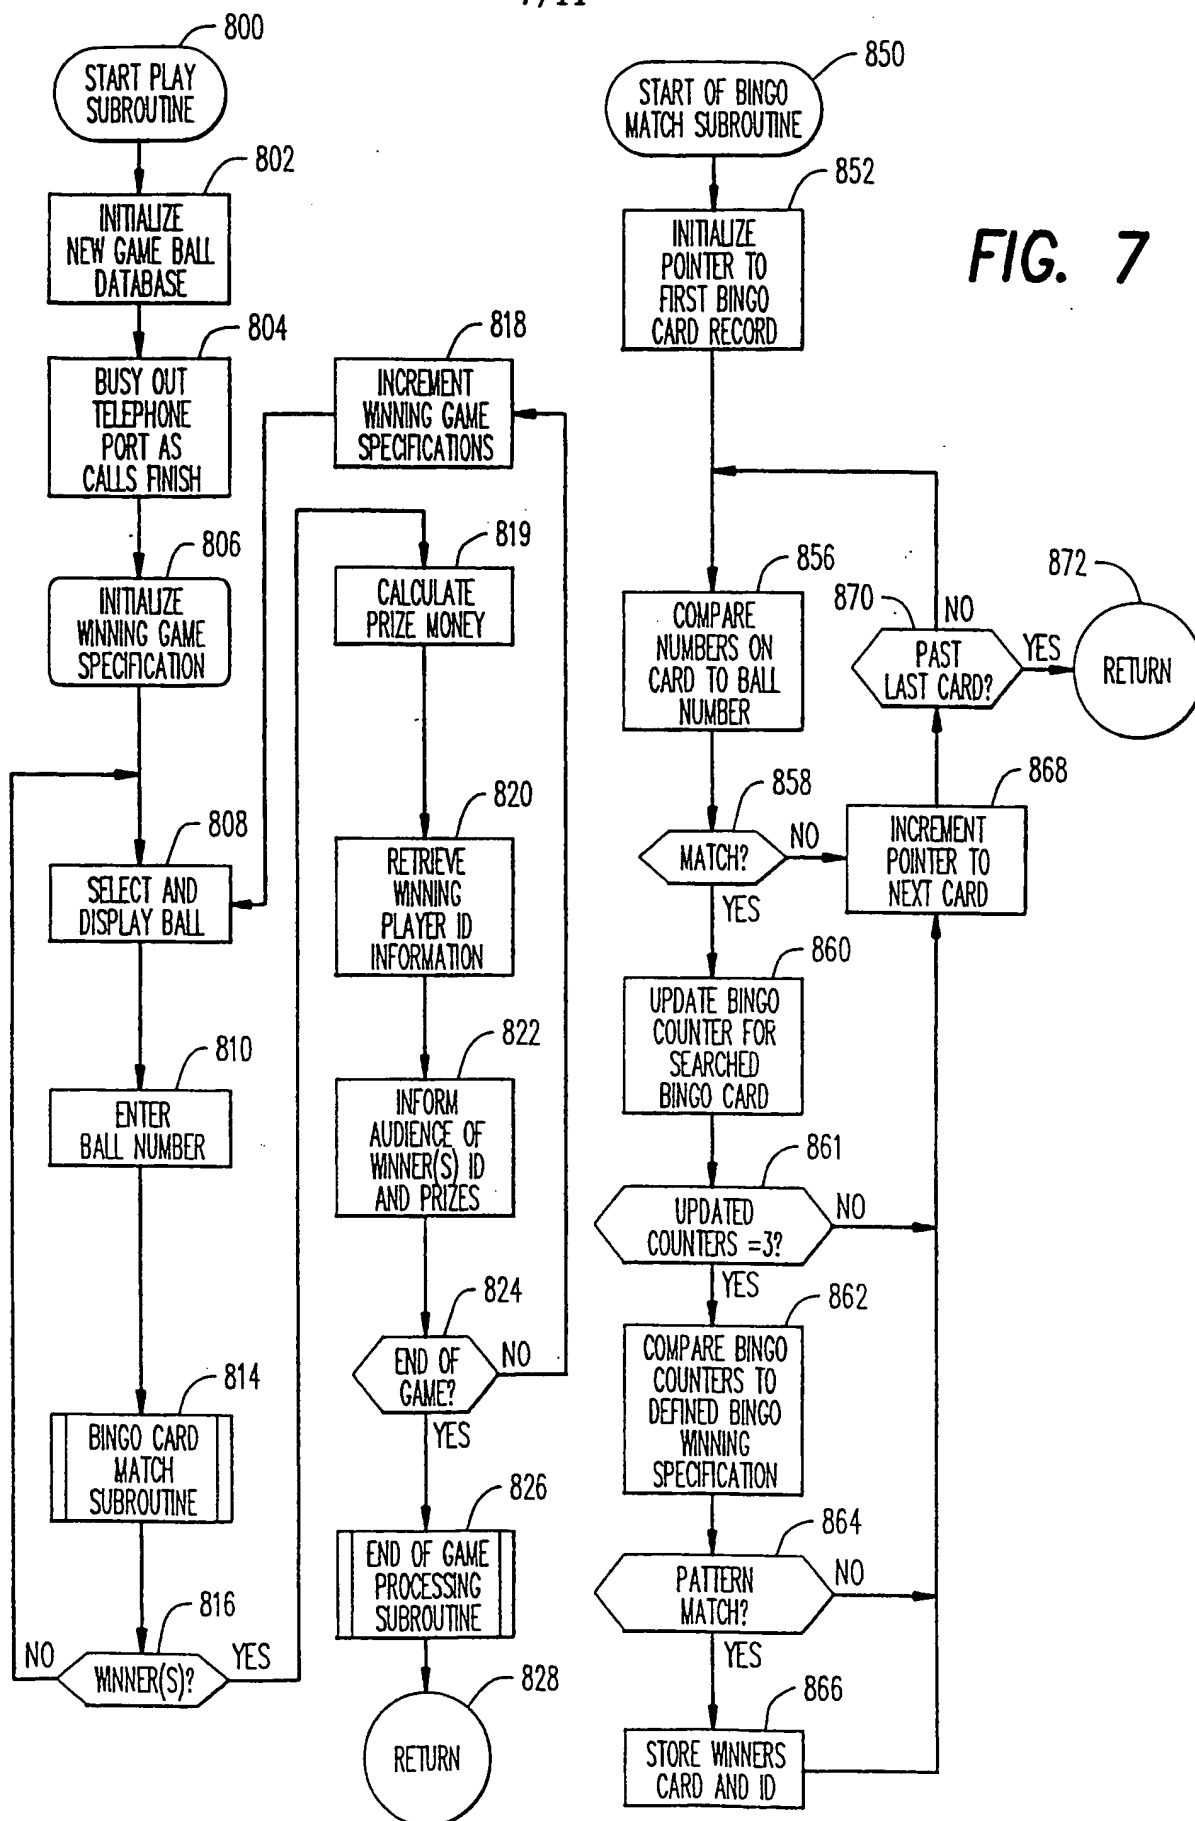 7/11
800
START PLAY
SUBROUTINE
802
INITIALIZE
NEW GAME BALL
DATABASE
804
BUSY OUT
TELEPHONE
PORT AS
CALLS FINISH
806
INITIALIZE
WINNING GAME
SPECIFICATION
808
SELECT AND
DISPLAY BALL
810
ENTER
BALL NUMBER
814
BINGO CARD
MATCH
SUBROUTINE
816
NO
WINNER(S)?
YES
818
INCREMENT
WINNING GAME
SPECIFICATIONS
819
CALCULATE
PRIZE MONEY
820
RETRIEVE
WINNING
PLAYER ID
INFORMATION
822
INFORM
AUDIENCE OF
WINNER(S) ID
AND PRIZES
824
END OF
GAME?
NO
YES
826
END OF GAME
PROCESSING
SUBROUTINE
828
RETURN
850
START OF BINGO
MATCH SUBROUTINE
852
INITIALIZE
POINTER TO
FIRST BINGO
CARD RECORD
FIG. 7
856
COMPARE
NUMBERS ON
CARD TO BALL
NUMBER
858
MATCH?
NO
YES
860
UPDATE BINGO
COUNTER FOR
SEARCHED
BINGO CARD
861
UPDATED
COUNTERS =3?
NO
YES
862
COMPARE BINGO
COUNTERS TO
DEFINED BINGO
WINNING
SPECIFICATION
864
PATTERN
MATCH?
NO
YES
866
STORE WINNERS
CARD AND ID
868
INCREMENT
POINTER TO
NEXT CARD
870
NO
PAST
LAST CARD?
YES
872
RETURN